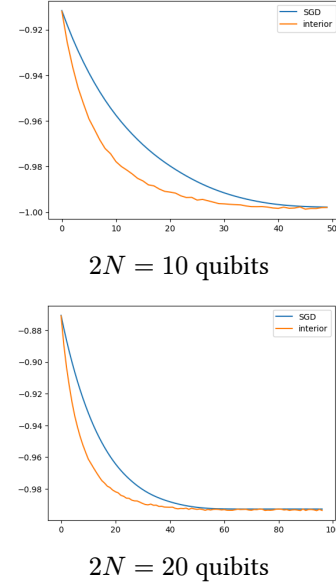 SGD
interior
−0.92
−0.94
−0.96
−0.98
−1.00
0 10 20 30 40 50
2N = 10 quibits
SGD
interior
−0.88
−0.90
−0.92
−0.94
−0.96
−0.98
0 20 40 60 80 100
2N = 20 quibits